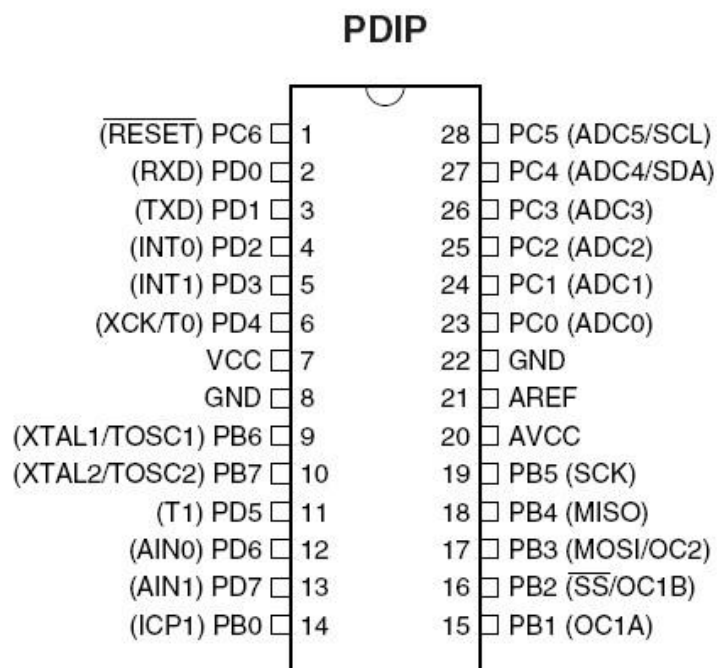 PDIP
(RESET) PC6 1 28 PC5 (ADC5/SCL)
(RXD) PD0 2 27 PC4 (ADC4/SDA)
(TXD) PD1 3 26 PC3 (ADC3)
(INT0) PD2 4 25 PC2 (ADC2)
(INT1) PD3 5 24 PC1 (ADC1)
(XCK/T0) PD4 6 23 PC0 (ADC0)
VCC 7 22 GND
GND 8 21 AREF
(XTAL1/TOSC1) PB6 9 20 AVCC
(XTAL2/TOSC2) PB7 10 19 PB5 (SCK)
(T1) PD5 11 18 PB4 (MISO)
(AIN0) PD6 12 17 PB3 (MOSI/OC2)
(AIN1) PD7 13 16 PB2 (SS/OC1B)
(ICP1) PB0 14 15 PB1 (OC1A)